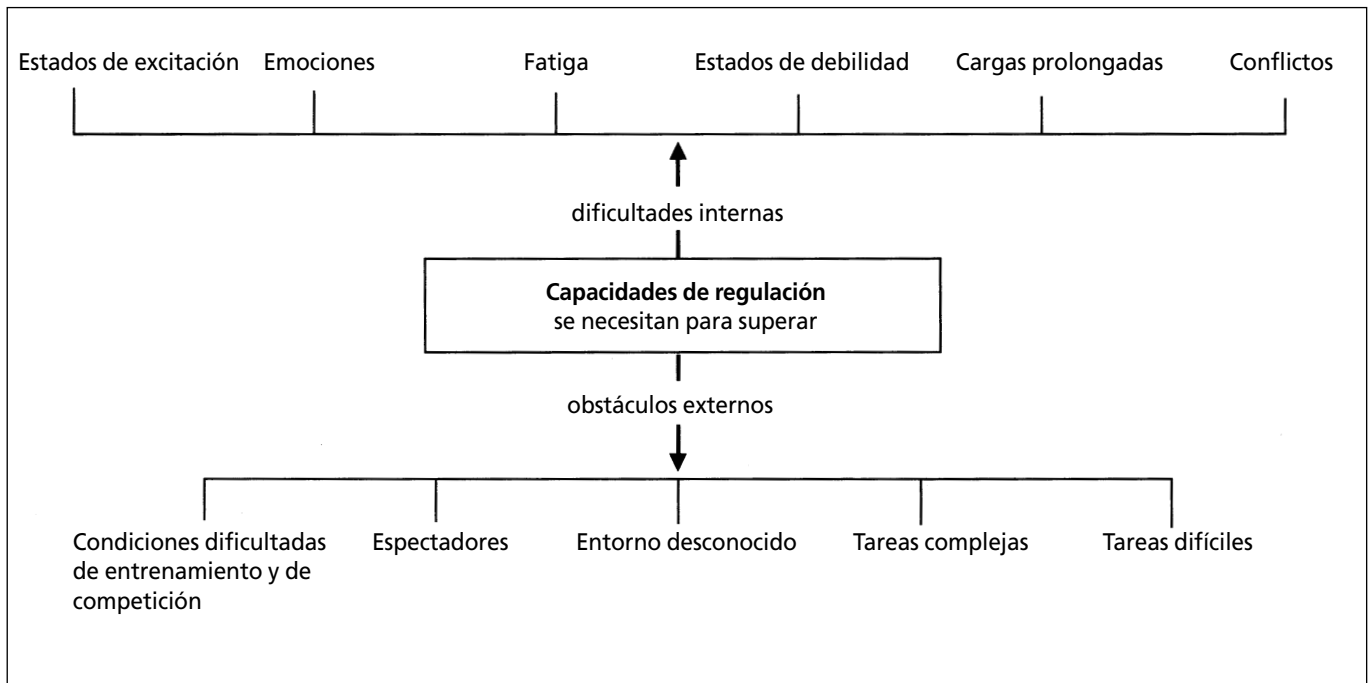 Estados de excitación
Emociones
Fatiga
Estados de debilidad
Cargas prolongadas
Conflictos
dificultades internas
Capacidades de regulación
se necesitan para superar
obstáculos externos
Condiciones dificultadas
de entrenamiento y de
competición
Espectadores
Entorno desconocido
Tareas complejas
Tareas difíciles